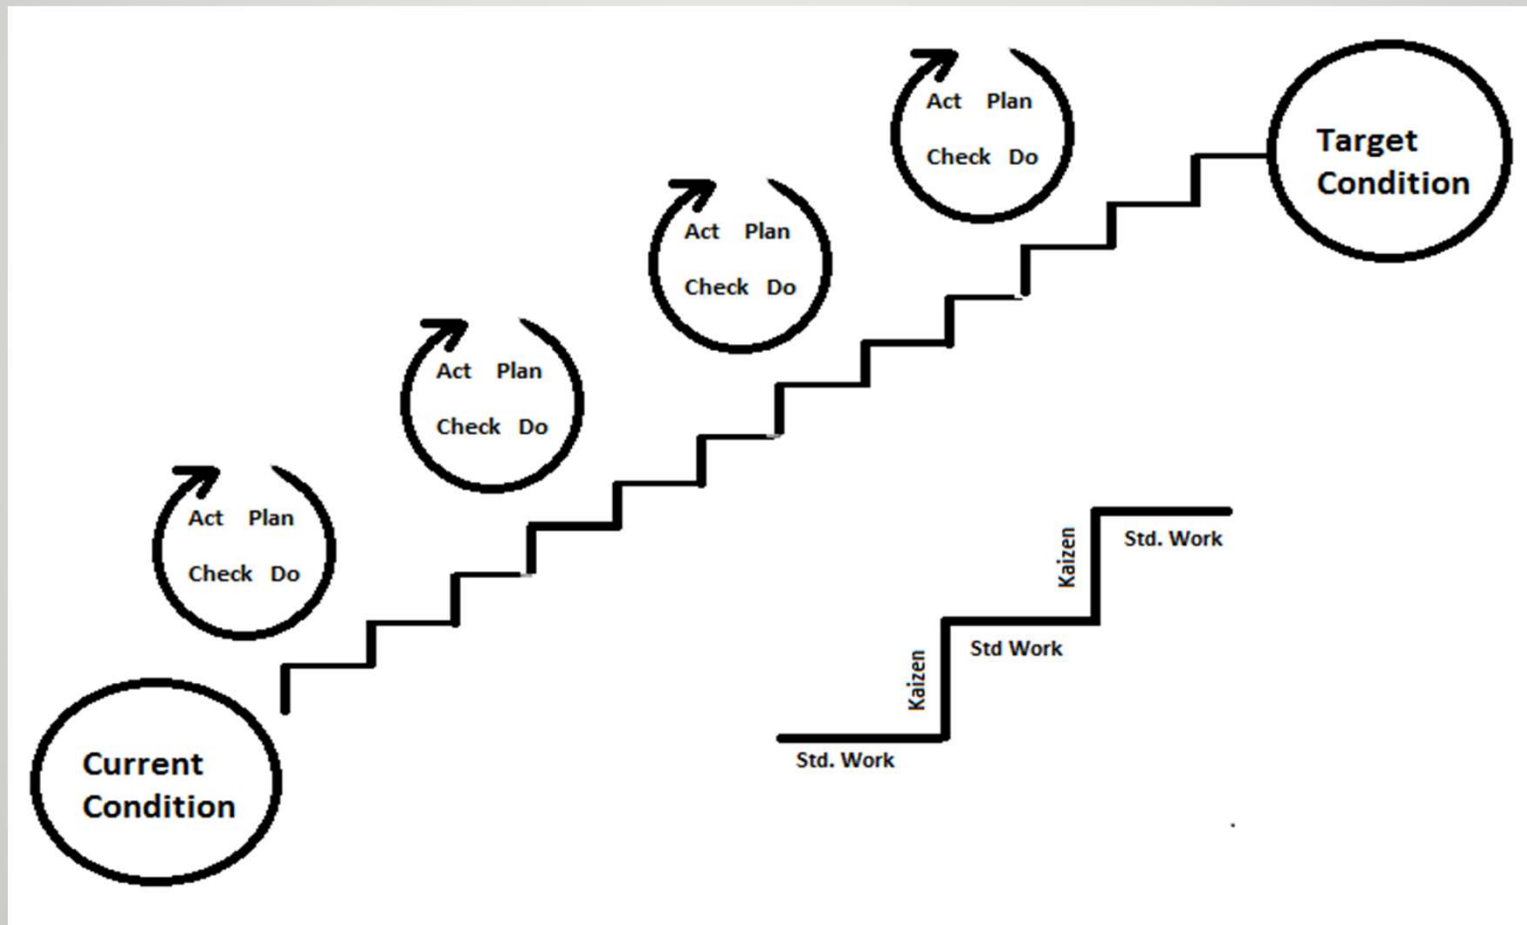 Act Plan
Check Do
Target
Condition
Act Plan
Check Do
Act Plan
Check Do
Act Plan
Check Do
Kaizen
Std. Work
Kaizen
Std Work
Std. Work
Current
Condition